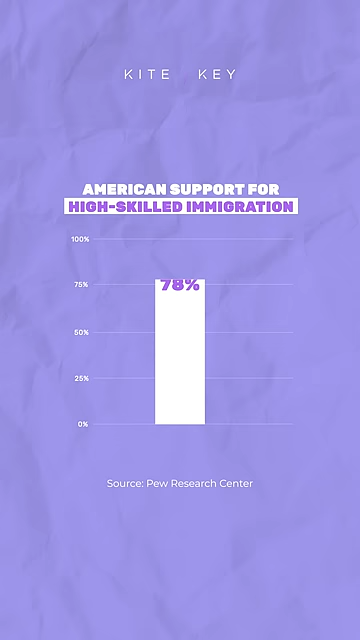 KITE KEY
AMERICAN SUPPORT FOR
HIGH-SKILLED IMMIGRATION
100%
78%
75%
50%
25%
0%
Source: Pew Research Center